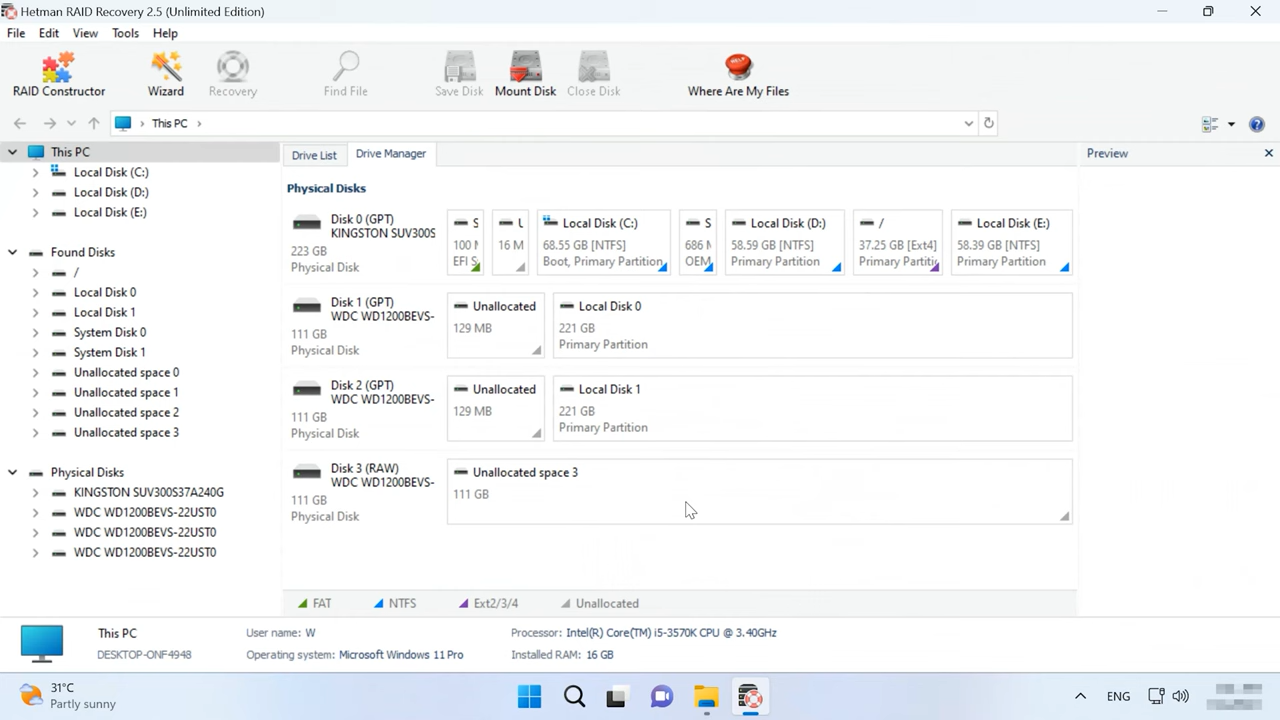 Hetman RAID Recovery 2.5 (Unlimited Edition)
File Edit View Tools Help
RAID Constructor Wizard Recovery Find File Save Disk Mount Disk Close Disk Where Are My Files
This PC
This PC
Local Disk (C:)
Local Disk (D:)
Local Disk (E:)
Found Disks
/
Local Disk 0
Local Disk 1
System Disk 0
System Disk 1
Unallocated space 0
Unallocated space 1
Unallocated space 2
Unallocated space 3
Physical Disks
KINGSTON SUV300S37A240G
WDC WD1200BEVS-22UST0
WDC WD1200BEVS-22UST0
WDC WD1200BEVS-22UST0
Drive List Drive Manager
Physical Disks
Disk 0 (GPT)
KINGSTON SUV300S
223 GB
Physical Disk
S
100 M
EFI S
U
16 M
Local Disk (C:)
68.55 GB [NTFS]
Boot, Primary Partition
S
686 M
OEM,
Local Disk (D:)
58.59 GB [NTFS]
Primary Partition
/
37.25 GB [Ext4]
Primary Partitic
Local Disk (E:)
58.39 GB [NTFS]
Primary Partition
Disk 1 (GPT)
WDC WD1200BEVS-
111 GB
Physical Disk
Unallocated
129 MB
Local Disk 0
221 GB
Primary Partition
Disk 2 (GPT)
WDC WD1200BEVS-
111 GB
Physical Disk
Unallocated
129 MB
Local Disk 1
221 GB
Primary Partition
Disk 3 (RAW)
WDC WD1200BEVS-
111 GB
Physical Disk
Unallocated space 3
111 GB
FAT NTFS Ext2/3/4 Unallocated
Preview
This PC
DESKTOP-ONF4948
User name: W
Operating system: Microsoft Windows 11 Pro
Processor: Intel(R) Core(TM) i5-3570K CPU @ 3.40GHz
Installed RAM: 16 GB
31°C
Partly sunny
ENG